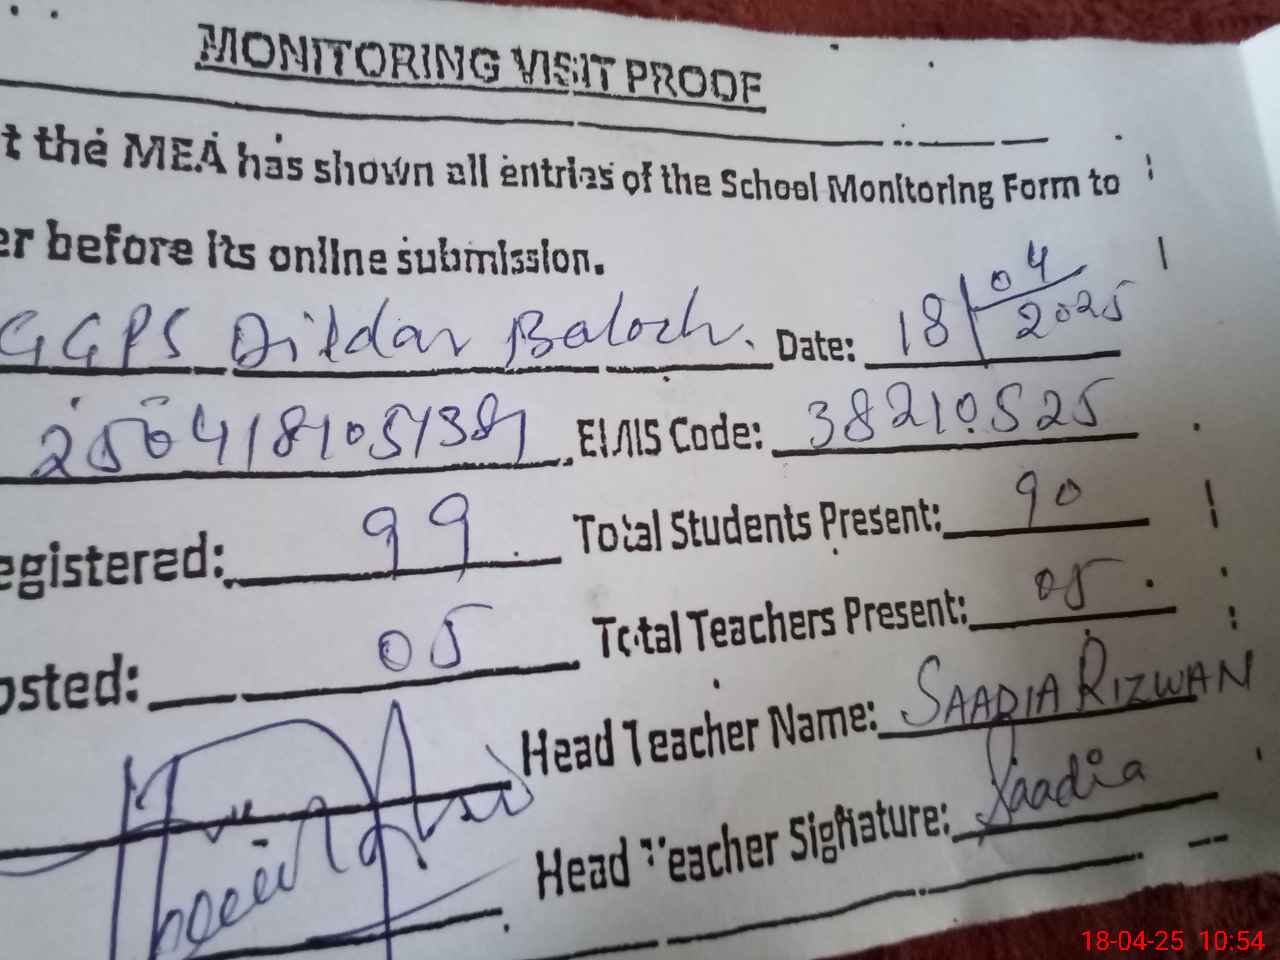 MONITORING VISIT PROOF
t the MEA has shown all entries of the School Monitoring Form to
er before its online submission.
GGPS Dildar Baloch. Date: 18/04/2025
EMIS Code: 38210525
egistered: 99 Total Students Present: 90
osted: 05 Total Teachers Present: 05
Head Teacher Name: SAADIA RIZWAN
Head Teacher Signature: Saadia
18-04-25 10:54